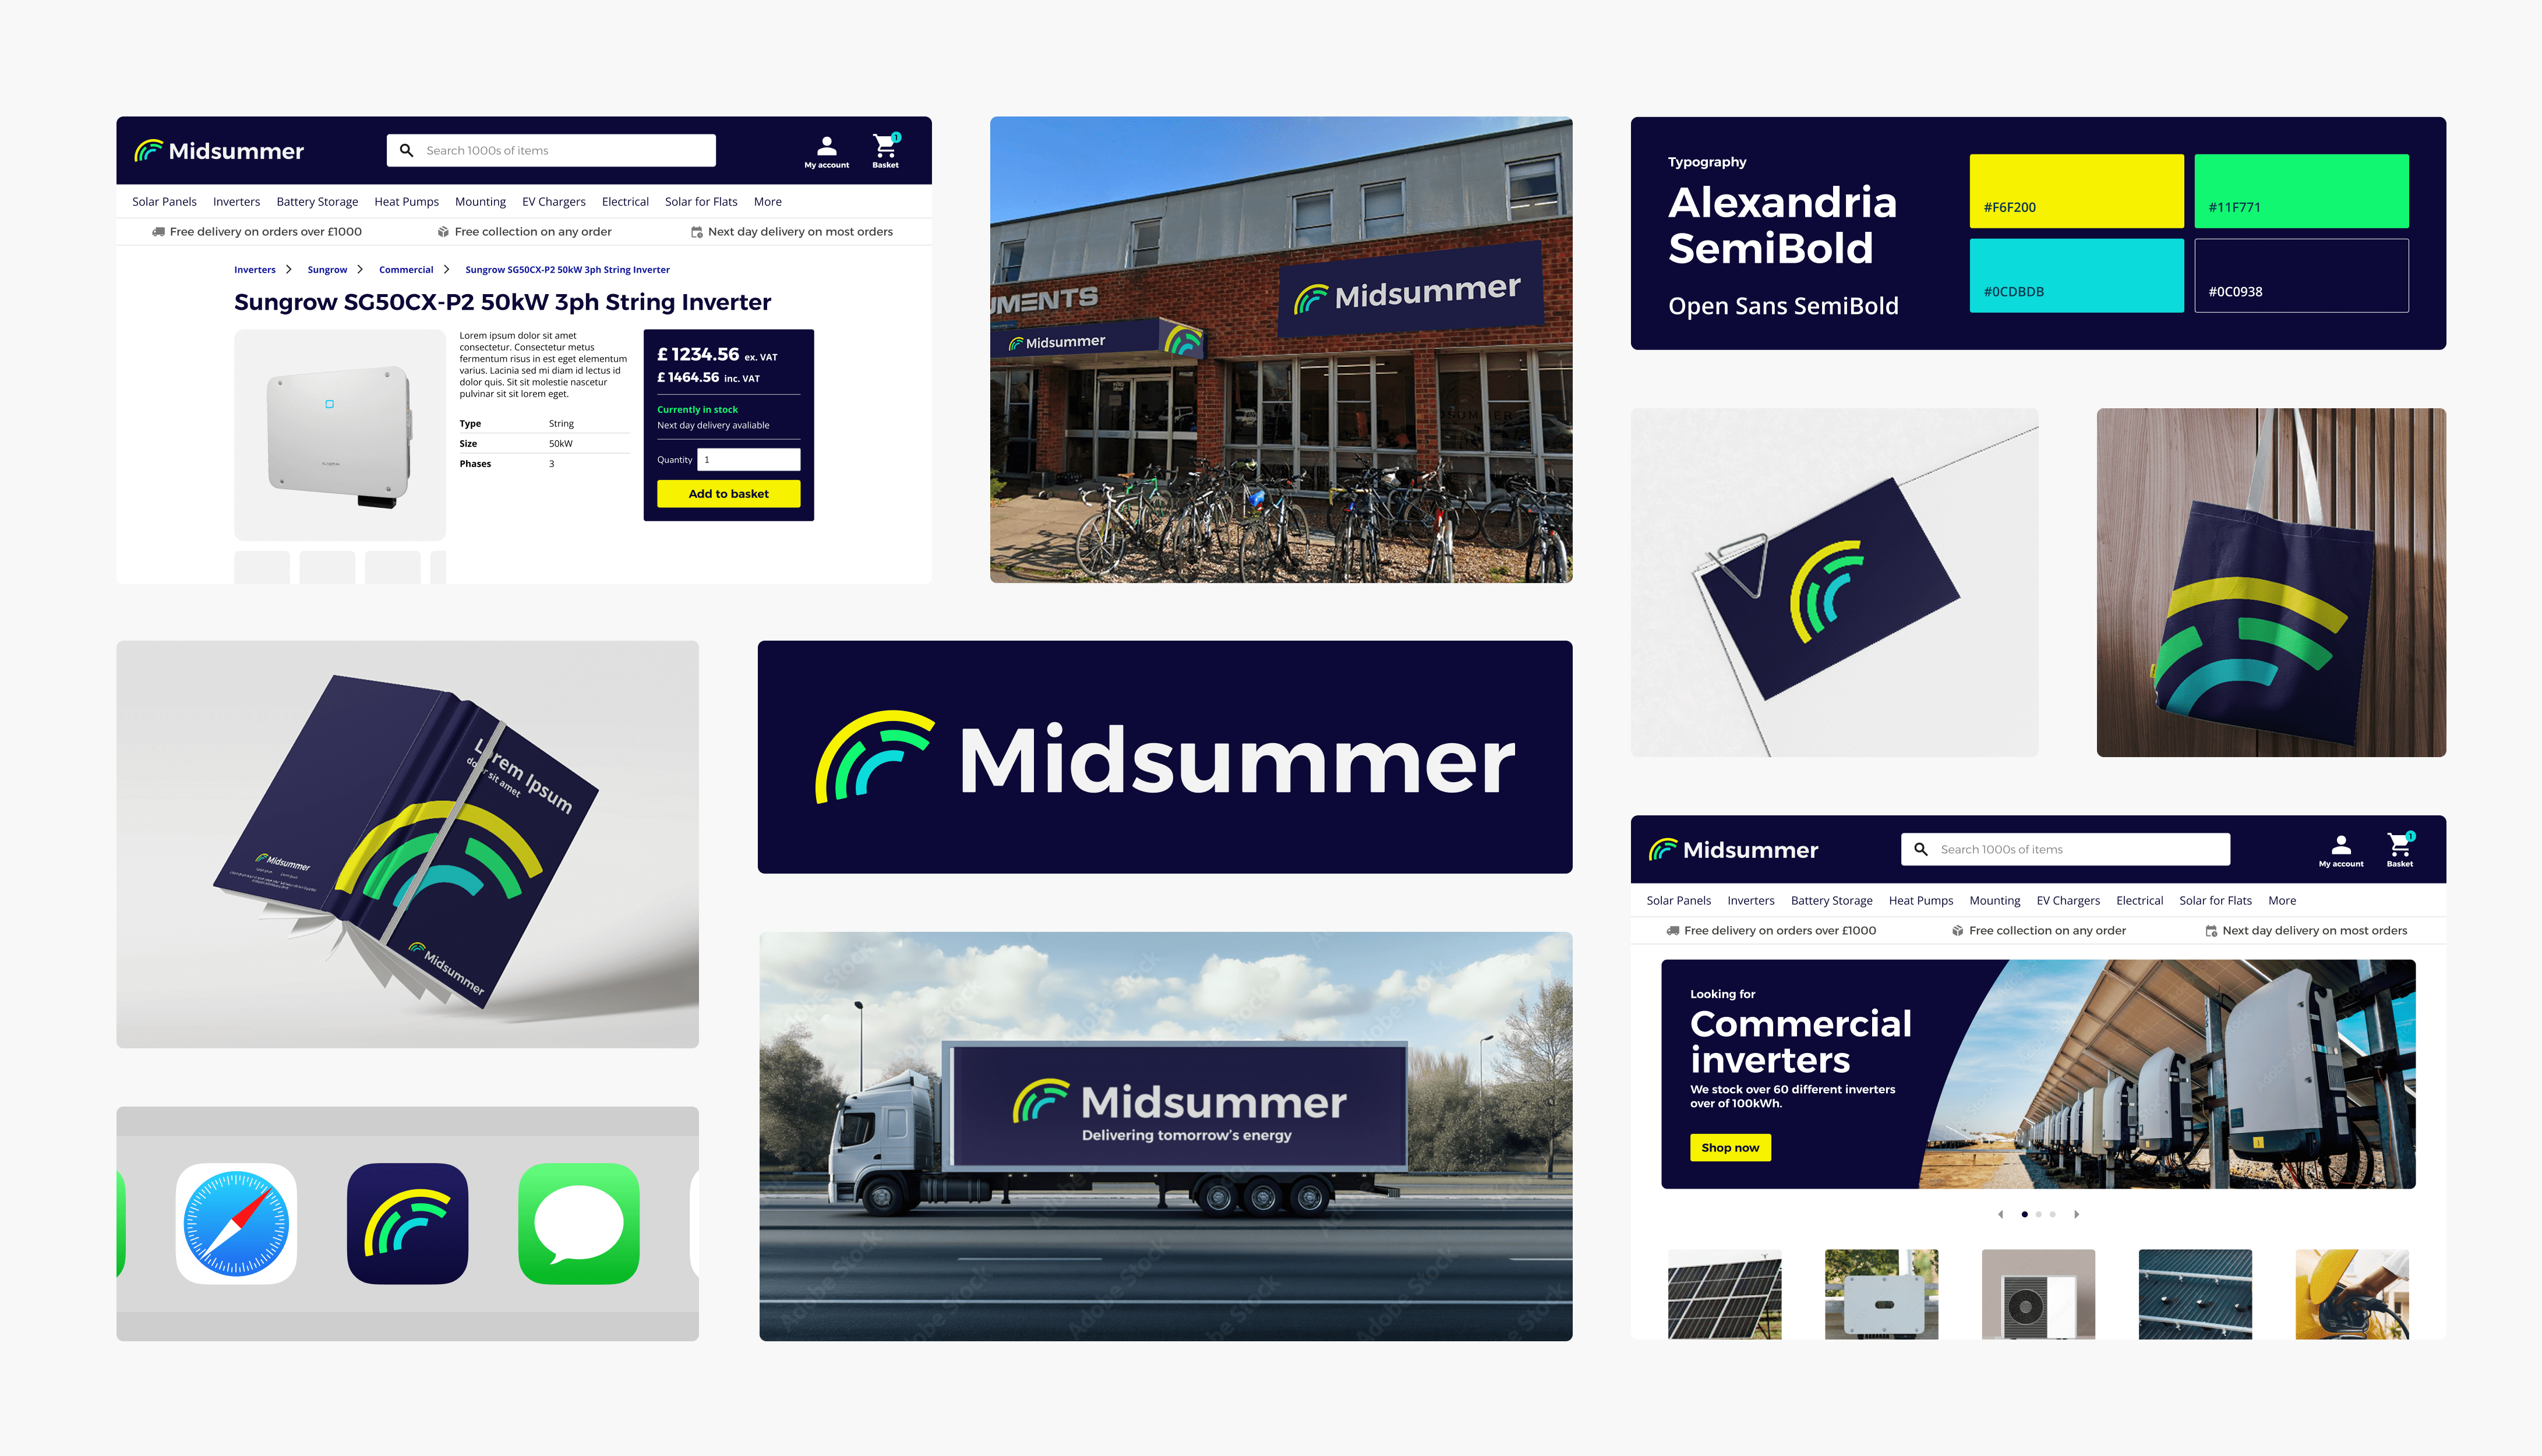 Midsummer
Search 1000s of items
My account
1
Basket
Solar Panels Inverters Battery Storage Heat Pumps Mounting EV Chargers Electrical Solar for Flats More
Free delivery on orders over £1000 Free collection on any order Next day delivery on most orders
Inverters Sungrow Commercial Sungrow SG50CX-P2 50kW 3ph String Inverter
Sungrow SG50CX-P2 50kW 3ph String Inverter
Lorem ipsum dolor sit amet
consectetur. Consectetur metus
fermentum risus in est eget elementum
varius. Lacinia sed mi diam id lectus id
dolor quis. Sit sit molestie nascetur
pulvinar sit sit lorem eget.
Type String
Size 50kW
Phases 3
£ 1234.56 ex. VAT
£ 1464.56 inc. VAT
Currently in stock
Next day delivery avaliable
Quantity 1
Add to basket
UMENTS
Midsummer
Midsummer
Typography
Alexandria
SemiBold
Open Sans SemiBold
#F6F200
#11F771
#0CDBDB
#0C0938
Lorem Ipsum
dolor sit amet
Midsummer
Midsummer
Midsummer
Midsummer
Delivering tomorrow's energy
Adobe Stock
Midsummer
Search 1000s of items
My account
1
Basket
Solar Panels Inverters Battery Storage Heat Pumps Mounting EV Chargers Electrical Solar for Flats More
Free delivery on orders over £1000 Free collection on any order Next day delivery on most orders
Looking for
Commercial
inverters
We stock over 60 different inverters
over of 100kWh.
Shop now